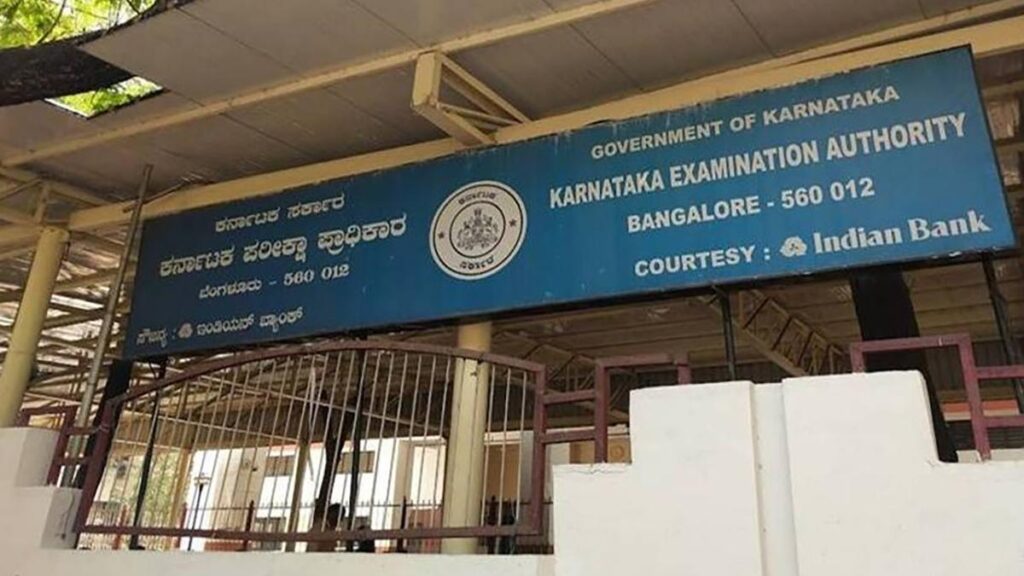 ಕರ್ನಾಟಕ ಸರ್ಕಾರ
ಕರ್ನಾಟಕ ಪರೀಕ್ಷಾ ಪ್ರಾಧಿಕಾರ
ಬೆಂಗಳೂರು - 560 012
ಸೌಜನ್ಯ : ಇಂಡಿಯನ್ ಬ್ಯಾಂಕ್
GOVERNMENT OF KARNATAKA
KARNATAKA EXAMINATION AUTHORITY
BANGALORE - 560 012
COURTESY : Indian Bank